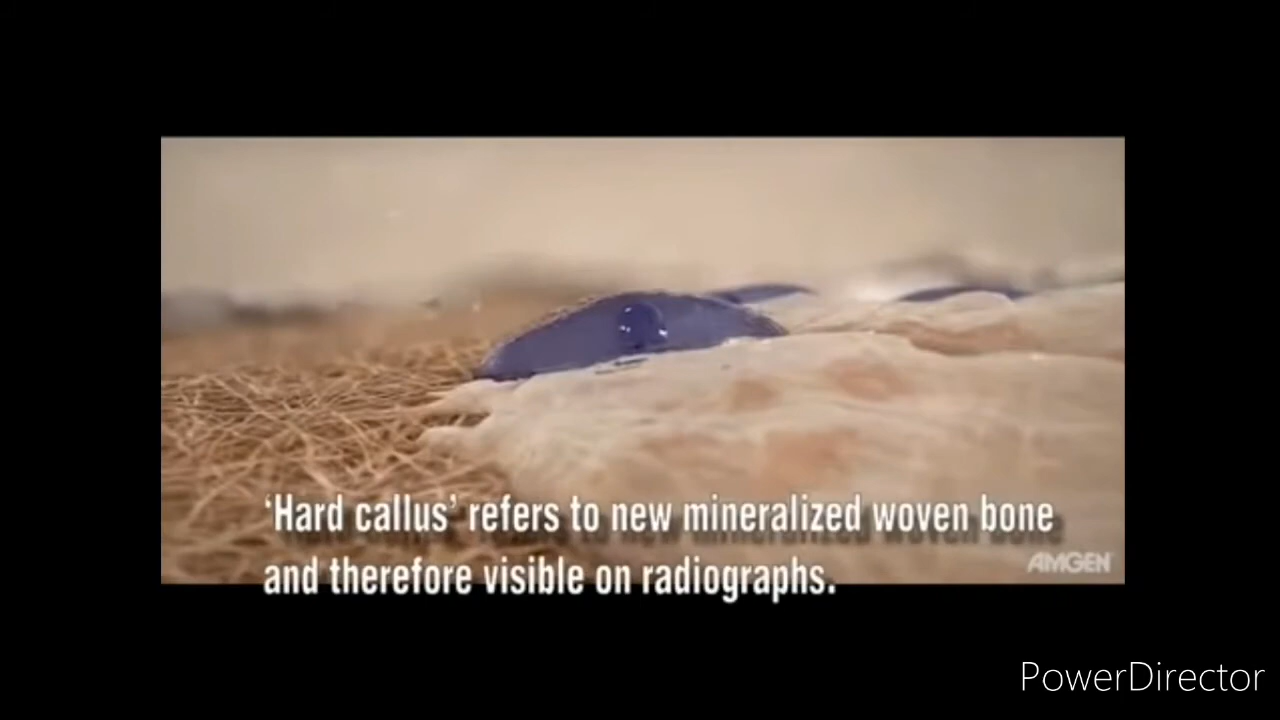 ‘Hard callus’ refers to new mineralized woven bone
and therefore visible on radiographs.
AMGEN
PowerDirector